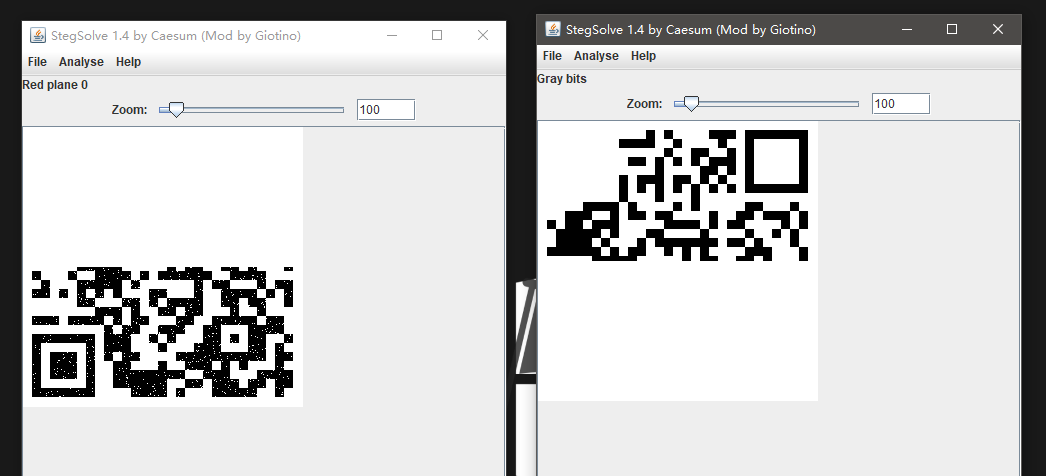 StegSolve 1.4 by Caesum (Mod by Giotino)
File Analyse Help
Red plane 0
Zoom: 100
StegSolve 1.4 by Caesum (Mod by Giotino)
File Analyse Help
Gray bits
Zoom: 100